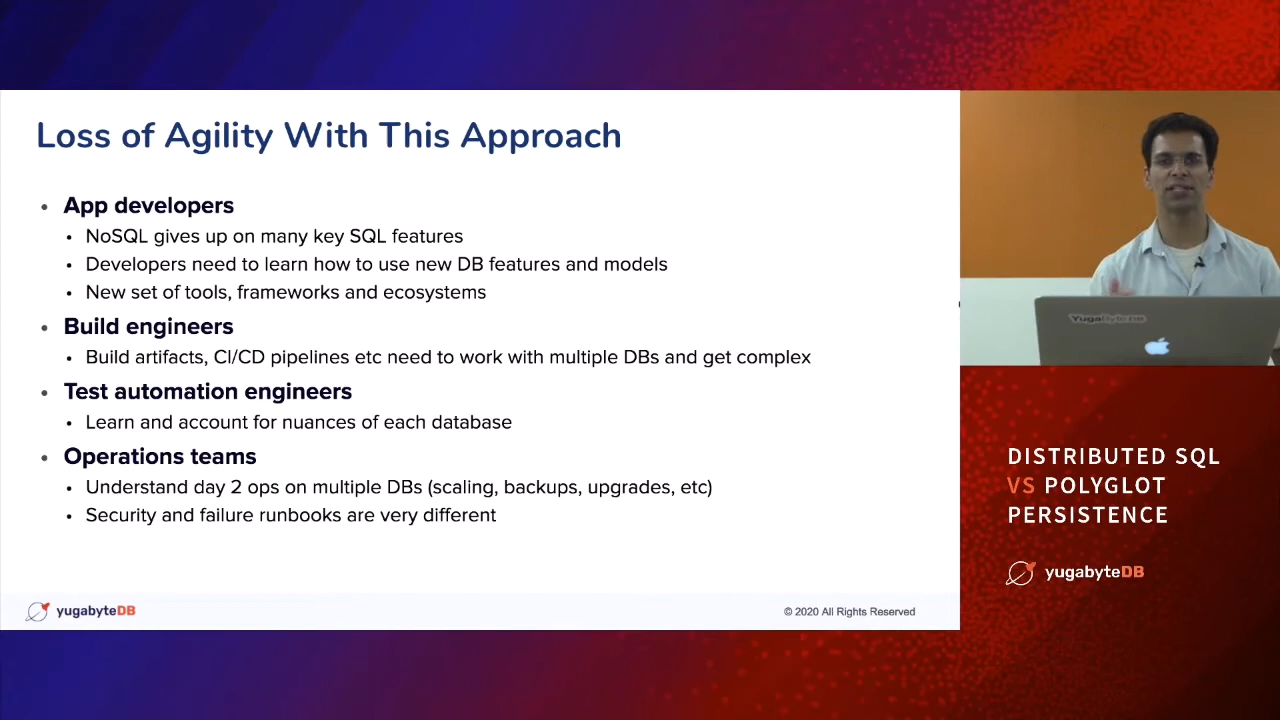 Loss of Agility With This Approach
• App developers
• NoSQL gives up on many key SQL features
• Developers need to learn how to use new DB features and models
• New set of tools, frameworks and ecosystems
• Build engineers
• Build artifacts, CI/CD pipelines etc need to work with multiple DBs and get complex
• Test automation engineers
• Learn and account for nuances of each database
• Operations teams
• Understand day 2 ops on multiple DBs (scaling, backups, upgrades, etc)
• Security and failure runbooks are very different
yugabyteDB
© 2020 All Rights Reserved
YugaByteDB
DISTRIBUTED SQL
VS POLYGLOT
PERSISTENCE
yugabyteDB